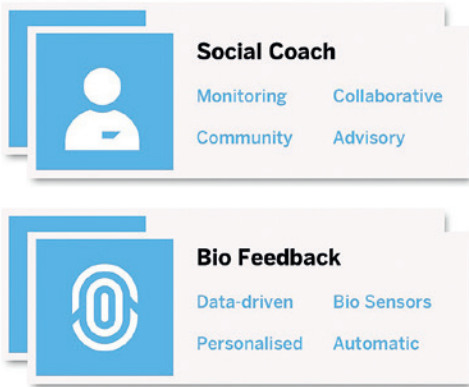 Social Coach
Monitoring Collaborative
Community Advisory
Bio Feedback
Data-driven Bio Sensors
Personalised Automatic